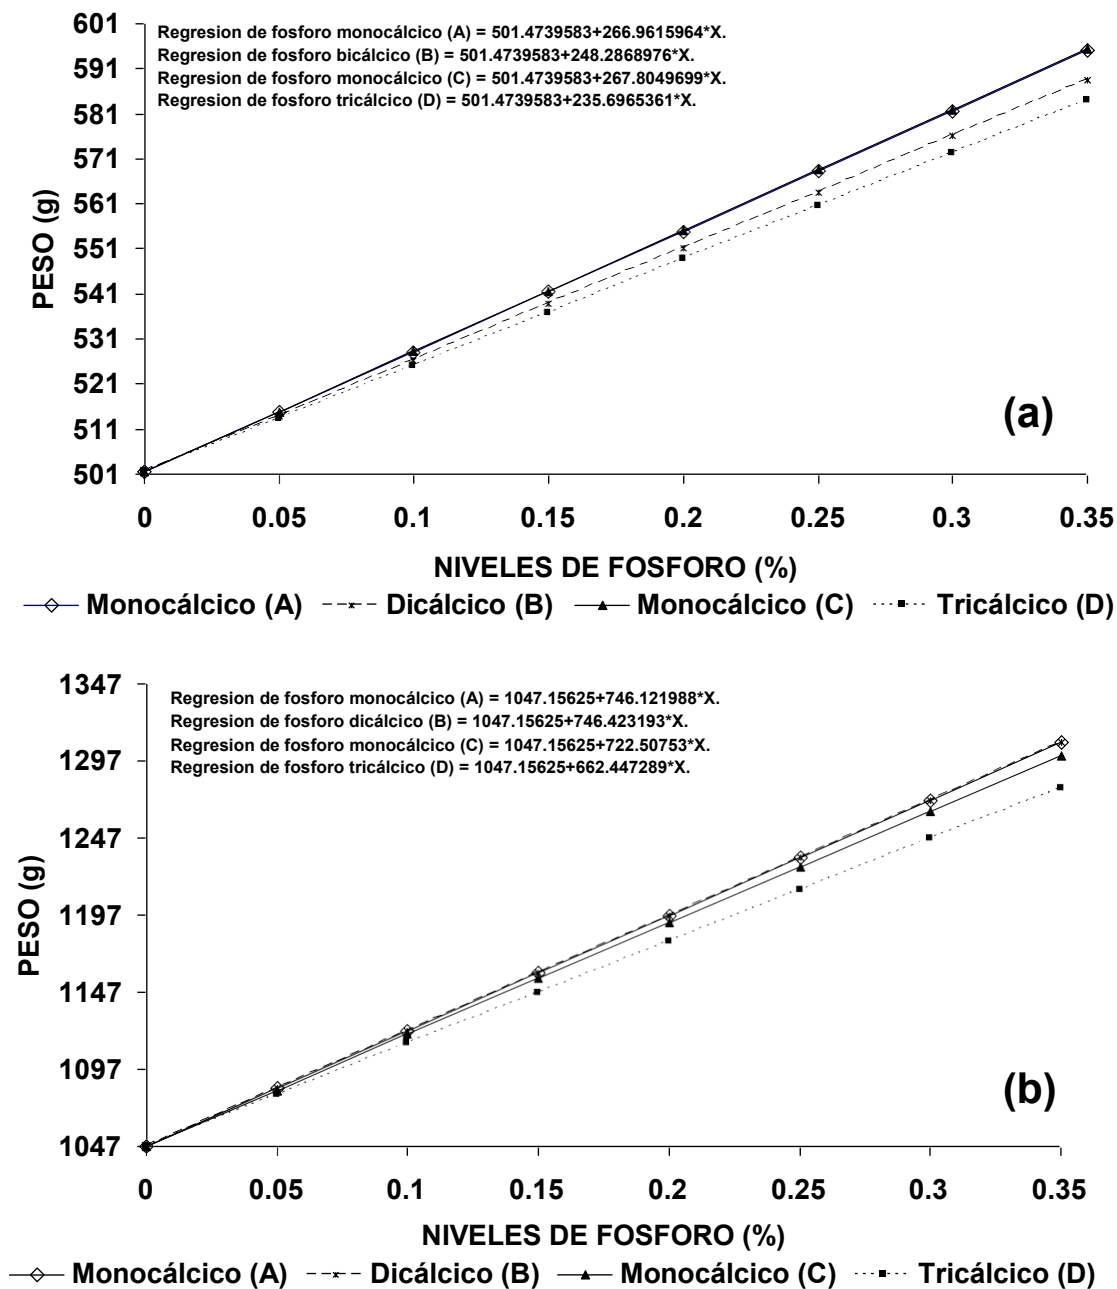 Regresion de fosforo monocálcico (A) = 501.4739583+266.9615964*X.
Regresion de fosforo bicálcico (B) = 501.4739583+248.2868976*X.
Regresion de fosforo monocálcico (C) = 501.4739583+267.8049699*X.
Regresion de fosforo tricálcico (D) = 501.4739583+235.6965361*X.
PESO (g)
601
591
581
571
561
551
541
531
521
511
501
(a)
0 0.05 0.1 0.15 0.2 0.25 0.3 0.35
NIVELES DE FOSFORO (%)
Monocálcico (A) Dicálcico (B) Monocálcico (C) Tricálcico (D)
Regresion de fosforo monocálcico (A) = 1047.15625+746.121988*X.
Regresion de fosforo dicálcico (B) = 1047.15625+746.423193*X.
Regresion de fosforo monocálcico (C) = 1047.15625+722.50753*X.
Regresion de fosforo tricálcico (D) = 1047.15625+662.447289*X.
PESO (g)
1347
1297
1247
1197
1147
1097
1047
(b)
0 0.05 0.1 0.15 0.2 0.25 0.3 0.35
NIVELES DE FOSFORO (%)
Monocálcico (A) Dicálcico (B) Monocálcico (C) Tricálcico (D)